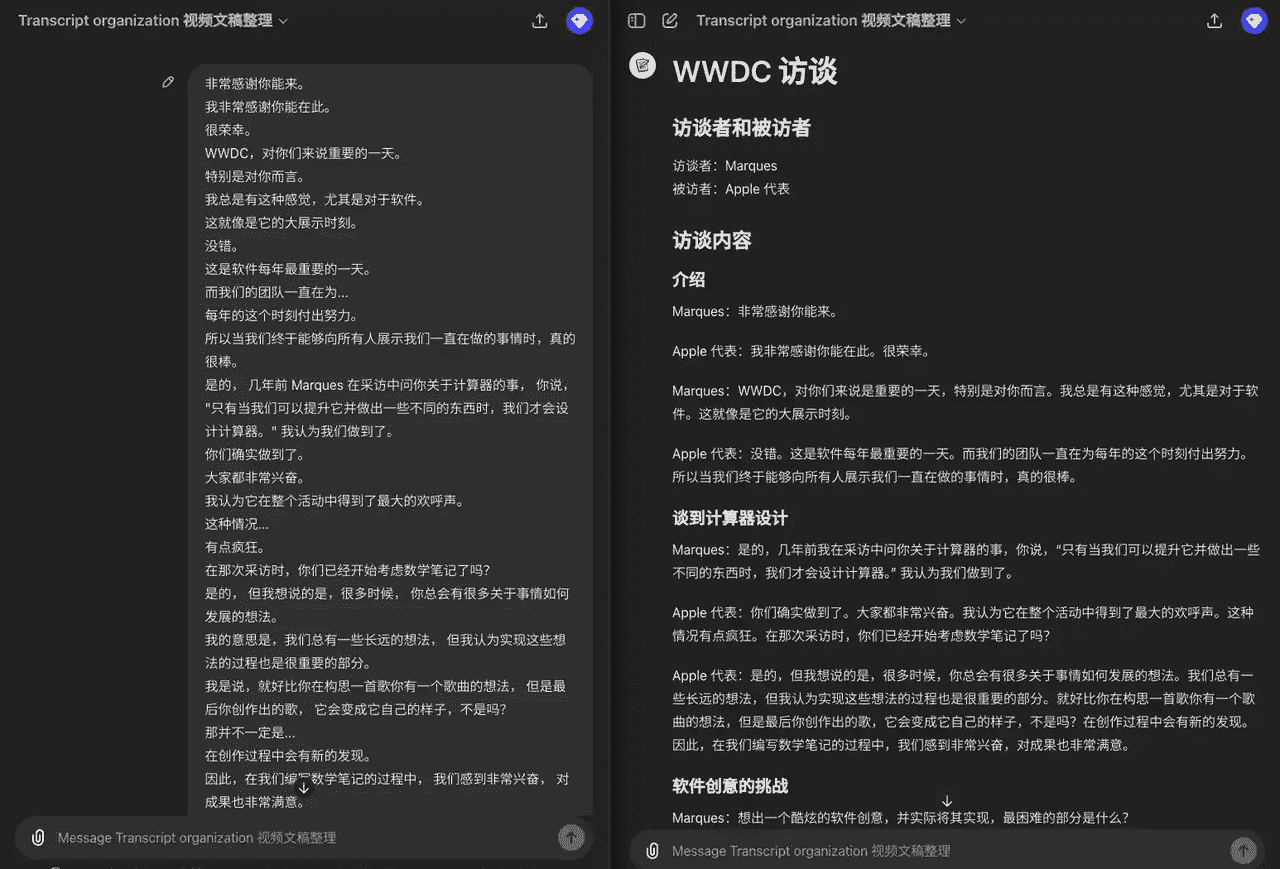 Transcript organization 视频文稿整理
非常感谢你能来。
我非常感谢你能在此。
很荣幸。
WWDC，对你们来说重要的一天。
特别是对你而言。
我总是有这种感觉，尤其是对于软件。
这就像是它的大展示时刻。
没错。
这是软件每年最重要的一天。
而我们的团队一直在为...
每年的这个时刻付出努力。
所以当我们终于能够向所有人展示我们一直在做的事情时，真的
很棒。
是的， 几年前 Marques 在采访中问你关于计算器的事， 你说，
"只有当我们可以提升它并做出一些不同的东西时，我们才会设
计计算器。" 我认为我们做到了。
你们确实做到了。
大家都非常兴奋。
我认为它在整个活动中得到了最大的欢呼声。
这种情况...
有点疯狂。
在那次采访时，你们已经开始考虑数学笔记了吗？
是的， 但我想说的是，很多时候， 你总会有很多关于事情如何
发展的想法。
我的意思是，我们总有一些长远的想法， 但我认为实现这些想
法的过程也是很重要的部分。
我是说，就好比你在构思一首歌你有一个歌曲的想法， 但是最
后你创作出的歌， 它会变成它自己的样子，不是吗？
那并不一定是...
在创作过程中会有新的发现。
因此，在我们编写数学笔记的过程中， 我们感到非常兴奋， 对
成果也非常满意。
Message Transcript organization 视频文稿整理
Transcript organization 视频文稿整理
WWDC 访谈
访谈者和被访者
访谈者：Marques
被访者：Apple 代表
访谈内容
介绍
Marques：非常感谢你能来。
Apple 代表：我非常感谢你能在此。很荣幸。
Marques：WWDC，对你们来说是重要的一天，特别是对你而言。我总是有这种感觉，尤其是对于软
件。这就像是它的大展示时刻。
Apple 代表：没错。这是软件每年最重要的一天。而我们的团队一直在为每年的这个时刻付出努力。
所以当我们终于能够向所有人展示我们一直在做的事情时，真的很棒。
谈到计算器设计
Marques：是的，几年前我在采访中问你关于计算器的事，你说，“只有当我们可以提升它并做出一些
不同的东西时，我们才会设计计算器。” 我认为我们做到了。
Apple 代表：你们确实做到了。大家都非常兴奋。我认为它在整个活动中得到了最大的欢呼声。这种
情况有点疯狂。在那次采访时，你们已经开始考虑数学笔记了吗？
Apple 代表：是的，但我想说的是，很多时候，你总会有很多关于事情如何发展的想法。我们总有一
些长远的想法，但我认为实现这些想法的过程也是很重要的部分。就好比你在构思一首歌你有一个歌
曲的想法，但是最后你创作出的歌，它会变成它自己的样子，不是吗？在创作过程中会有新的发现。
因此，在我们编写数学笔记的过程中，我们感到非常兴奋，对成果也非常满意。
软件创意的挑战
Marques：想出一个酷炫的软件创意，并实际将其实现，最困难的部分是什么？
Message Transcript organization 视频文稿整理